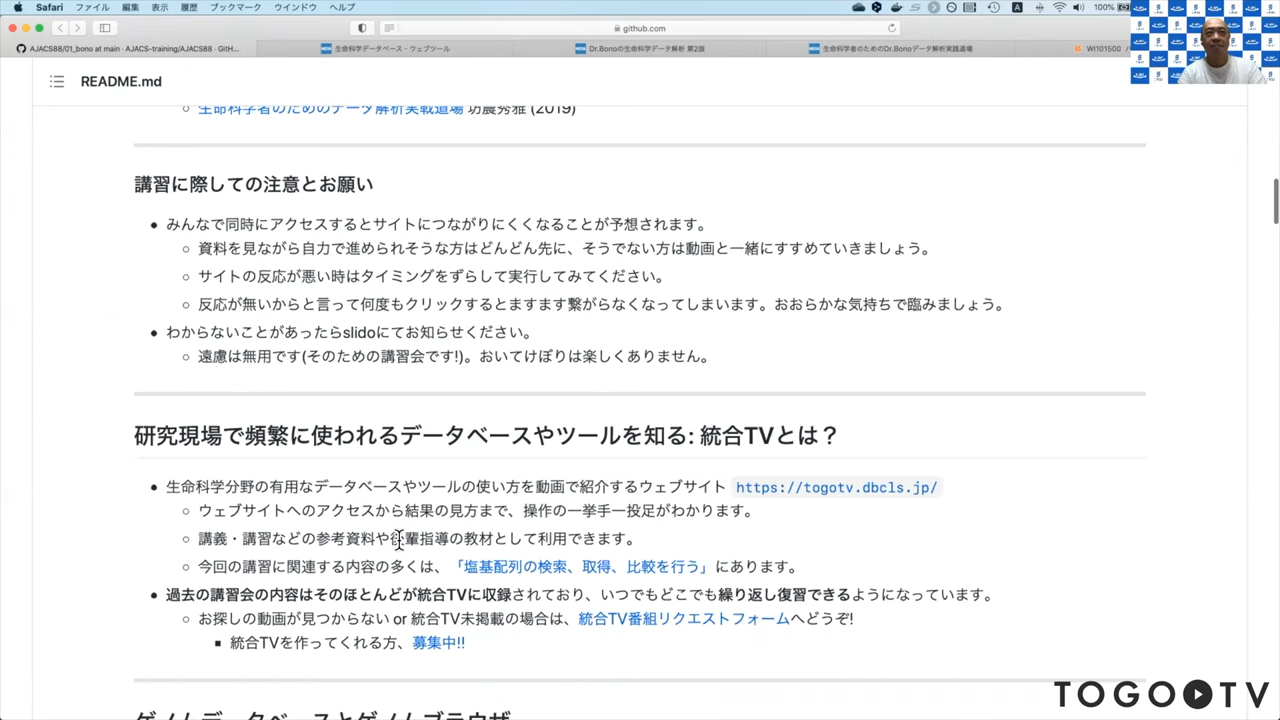 Safari ファイル 編集 表示 履歴 ブックマーク ウインドウ ヘルプ 100%
github.com
AJACS88/01_bono at main · AJACS-training/AJACS88 · GitH... 生命科学データベース・ウェブツール Dr.Bonoの生命科学データ解析 第2版 生命科学者のためのDr.Bonoデータ解析実践道場 WI101500 /
README.md
生命科学者のためのデータ解析実戦道場 坊農秀雅 (2019)
講習に際しての注意とお願い
みんなで同時にアクセスするとサイトにつながりにくくなることが予想されます。
資料を見ながら自力で進められそうな方はどんどん先に、そうでない方は動画と一緒にすすめていきましょう。
サイトの反応が悪い時はタイミングをずらして実行してみてください。
反応が無いからと言って何度もクリックするとますます繋がらなくなってしまいます。おおらかな気持ちで臨みましょう。
わからないことがあったらslidoにてお知らせください。
遠慮は無用です(そのための講習会です!)。おいてけぼりは楽しくありません。
研究現場で頻繁に使われるデータベースやツールを知る: 統合TVとは？
生命科学分野の有用なデータベースやツールの使い方を動画で紹介するウェブサイト https://togotv.dbcls.jp/
ウェブサイトへのアクセスから結果の見方まで、操作の一挙手一投足がわかります。
講義・講習などの参考資料や後輩指導の教材として利用できます。
今回の講習に関連する内容の多くは、「塩基配列の検索、取得、比較を行う」にあります。
過去の講習会の内容はそのほとんどが統合TVに収録されており、いつでもどこでも繰り返し復習できるようになっています。
お探しの動画が見つからない or 統合TV未掲載の場合は、統合TV番組リクエストフォームへどうぞ!
統合TVを作ってくれる方、募集中!!
ゲノムデータベースとゲノムブラウザ
TOGOTV